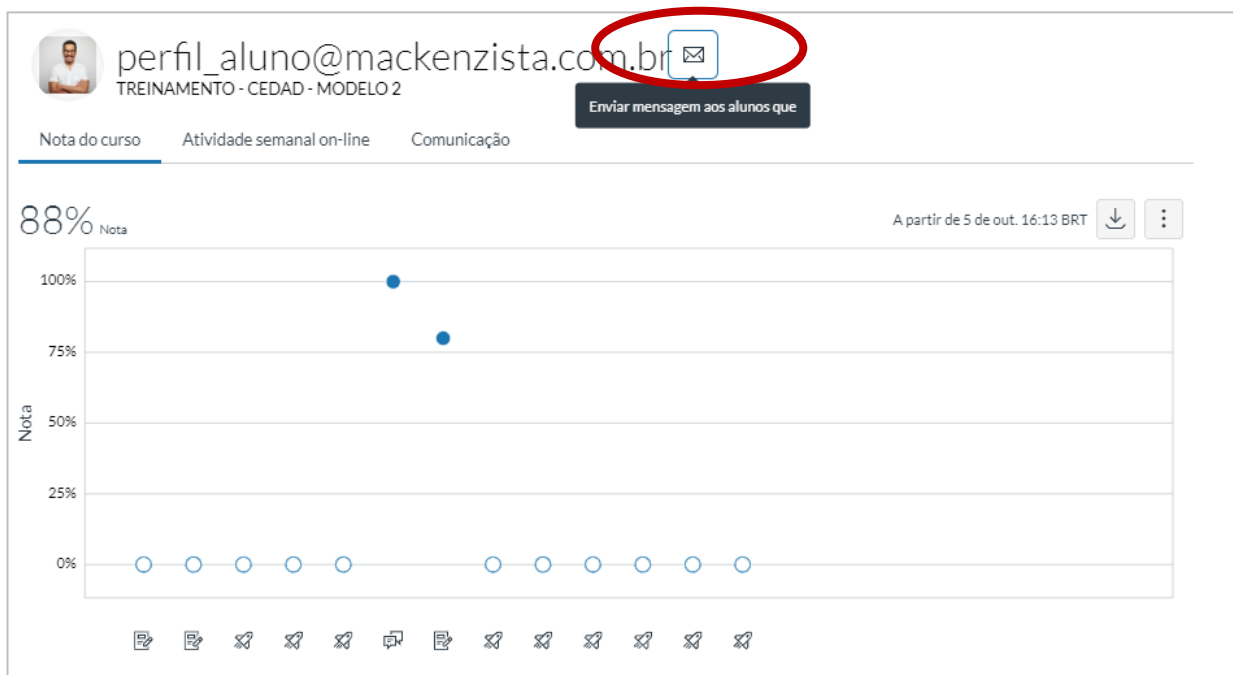 perfil_aluno@mackenzista.com.br
TREINAMENTO - CEDAD - MODELO 2
Enviar mensagem aos alunos que
Nota do curso Atividade semanal on-line Comunicação
88% Nota
A partir de 5 de out. 16:13 BRT
100%
75%
50%
25%
0%
Nota